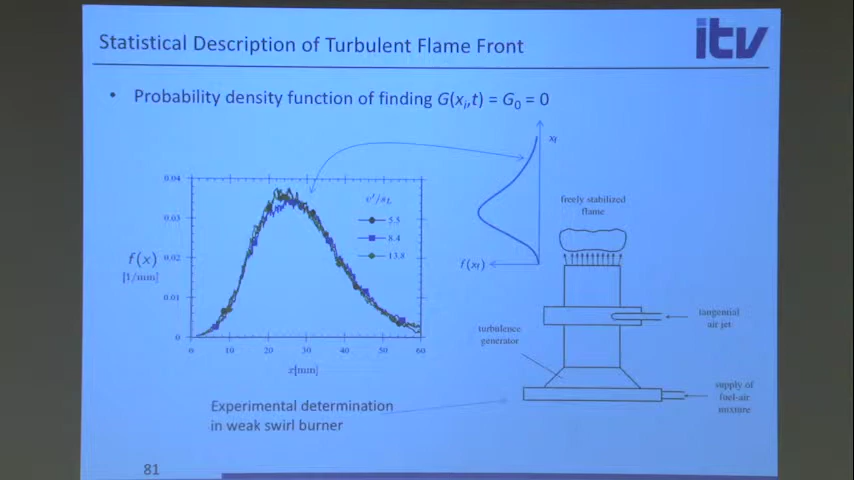 Statistical Description of Turbulent Flame Front
itv
• Probability density function of finding G(xᵢ,t) = G₀ = 0
x_f
f(x_f)
0.04
0.03
0.02
0.01
0
f(x)
[1/mm]
v'/s_L
5.5
8.4
13.8
0 10 20 30 40 50 60
x[mm]
freely stabilized
flame
tangential
air jet
turbulence
generator
supply of
fuel-air
mixture
Experimental determination
in weak swirl burner
81